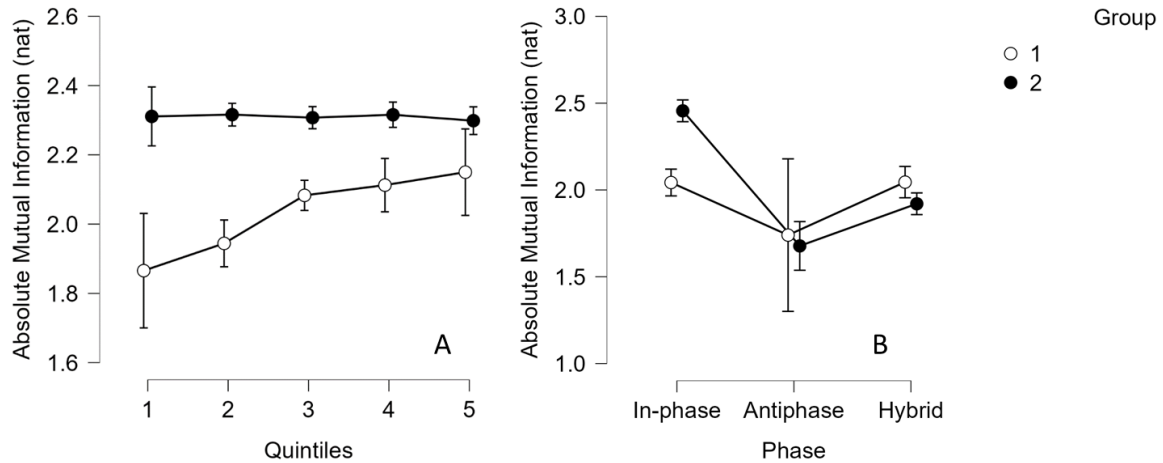 Absolute Mutual Information (nat)
2.6
2.4
2.2
2.0
1.8
1.6
A
1 2 3 4 5
Quintiles
Absolute Mutual Information (nat)
3.0
2.5
2.0
1.5
1.0
B
In-phase Antiphase Hybrid
Phase
Group
1
2